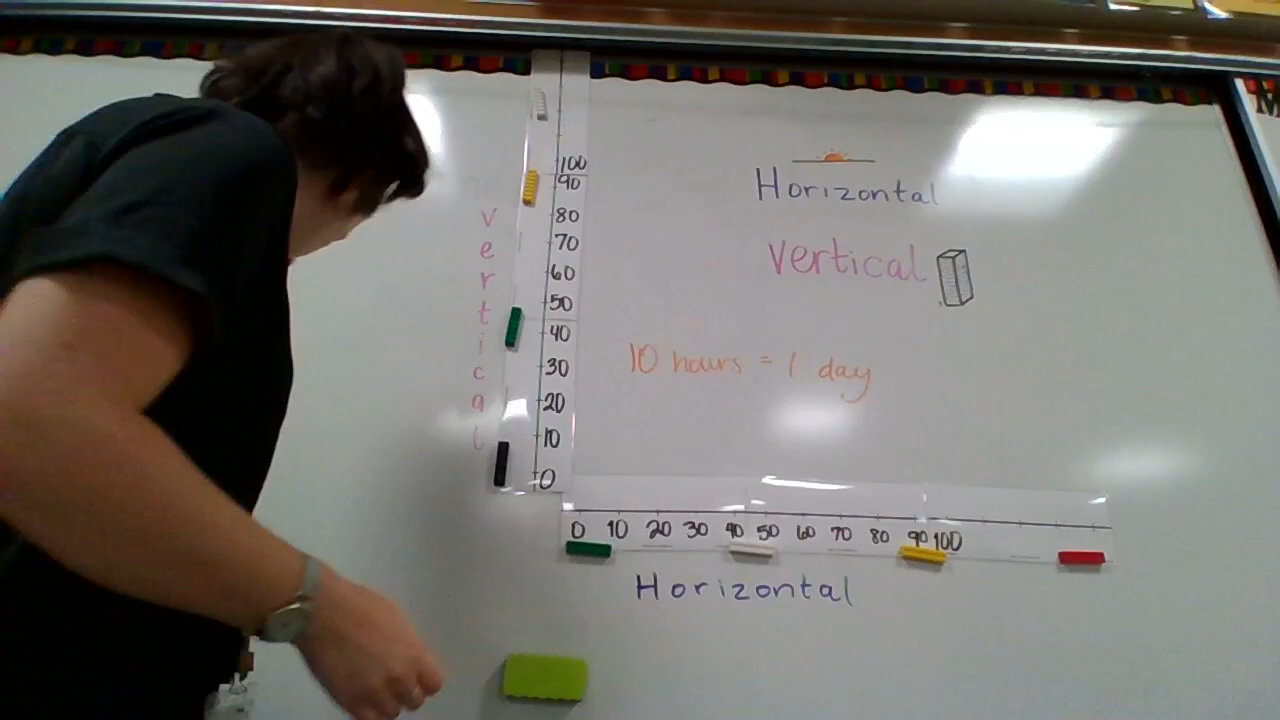 Horizontal
Vertical
10 hours = 1 day
100
90
80
70
60
50
40
30
20
10
0
vertical
0 10 20 30 40 50 60 70 80 90 100
Horizontal
M